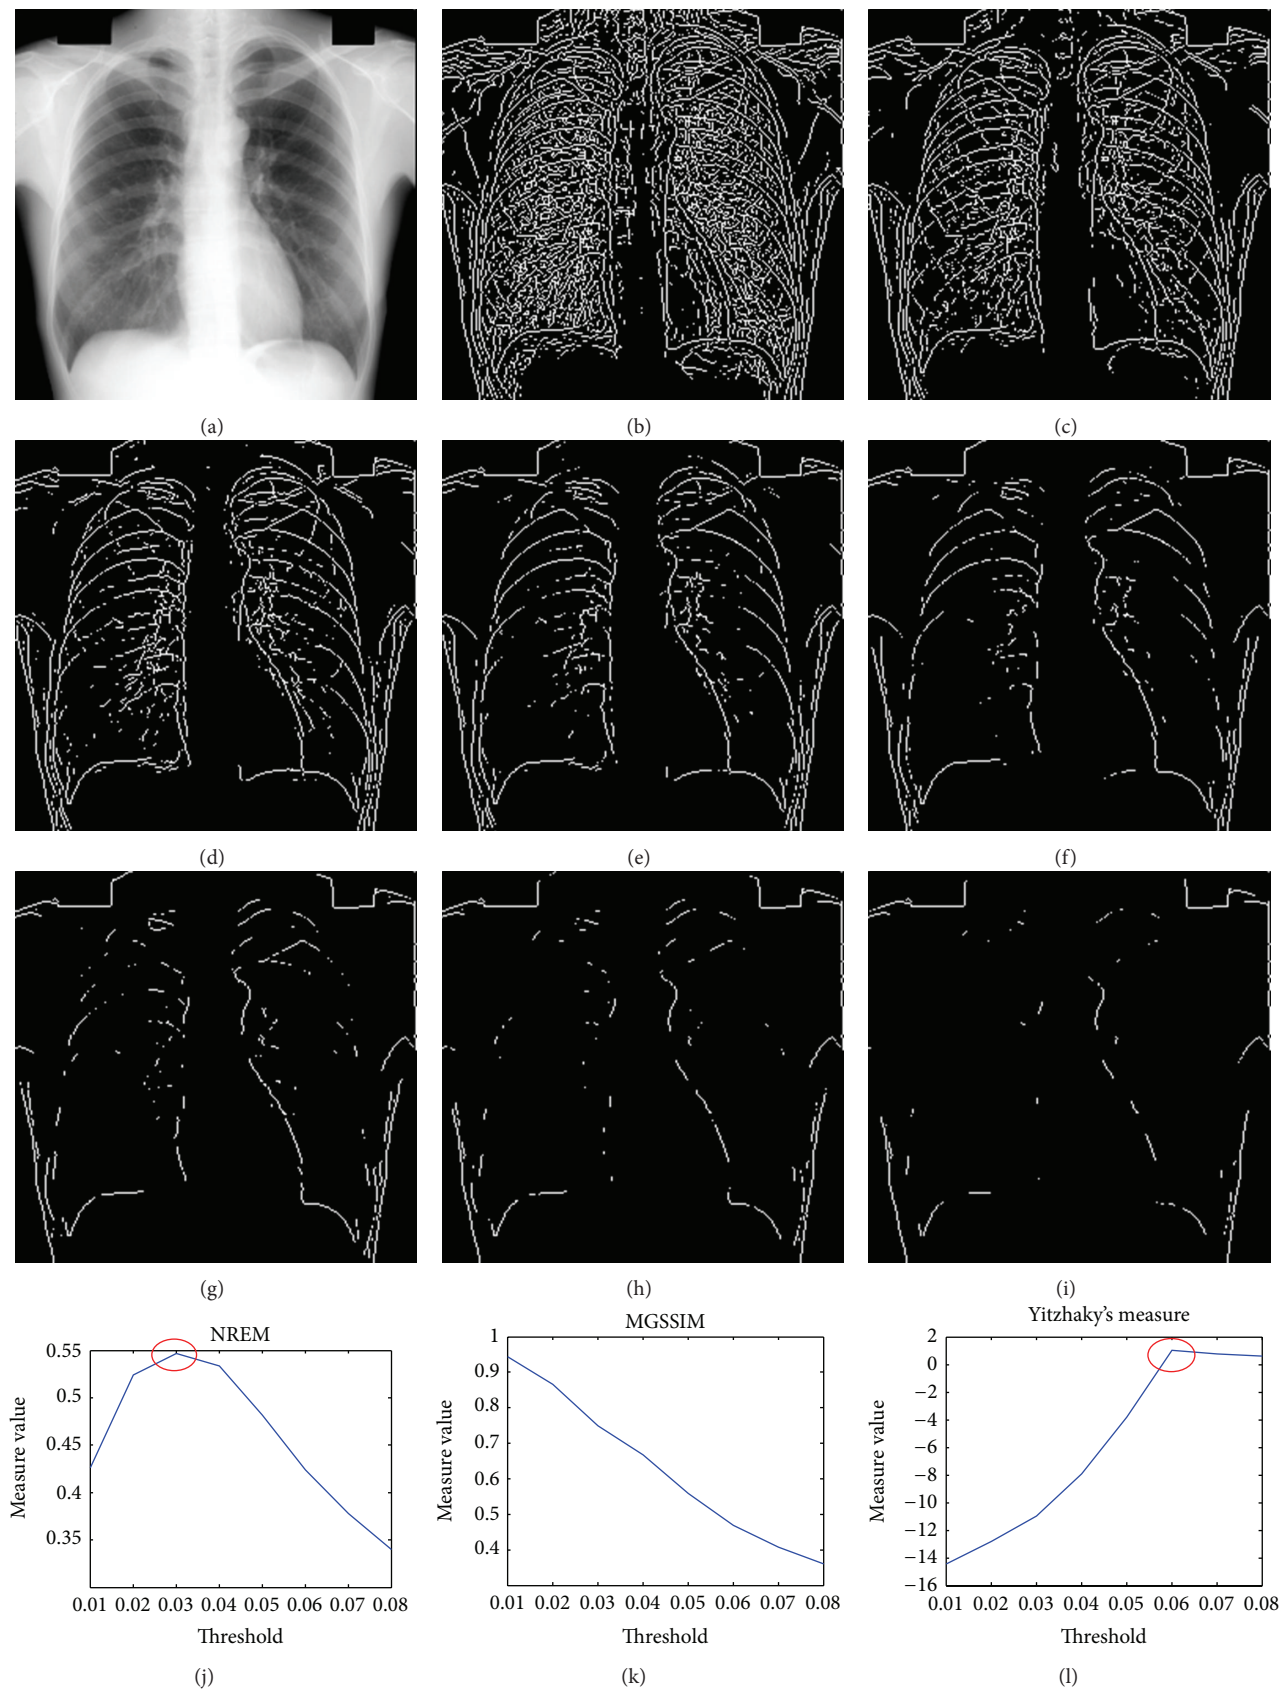 (a)
(b)
(c)
(d)
(e)
(f)
(g)
(h)
(i)
NREM
0.55
0.5
0.45
0.4
0.35
Measure value
0.01 0.02 0.03 0.04 0.05 0.06 0.07 0.08
Threshold
(j)
MGSSIM
1
0.9
0.8
0.7
0.6
0.5
0.4
Measure value
0.01 0.02 0.03 0.04 0.05 0.06 0.07 0.08
Threshold
(k)
Yitzhaky's measure
2
0
−2
−4
−6
−8
−10
−12
−14
−16
Measure value
0.01 0.02 0.03 0.04 0.05 0.06 0.07 0.08
Threshold
(l)